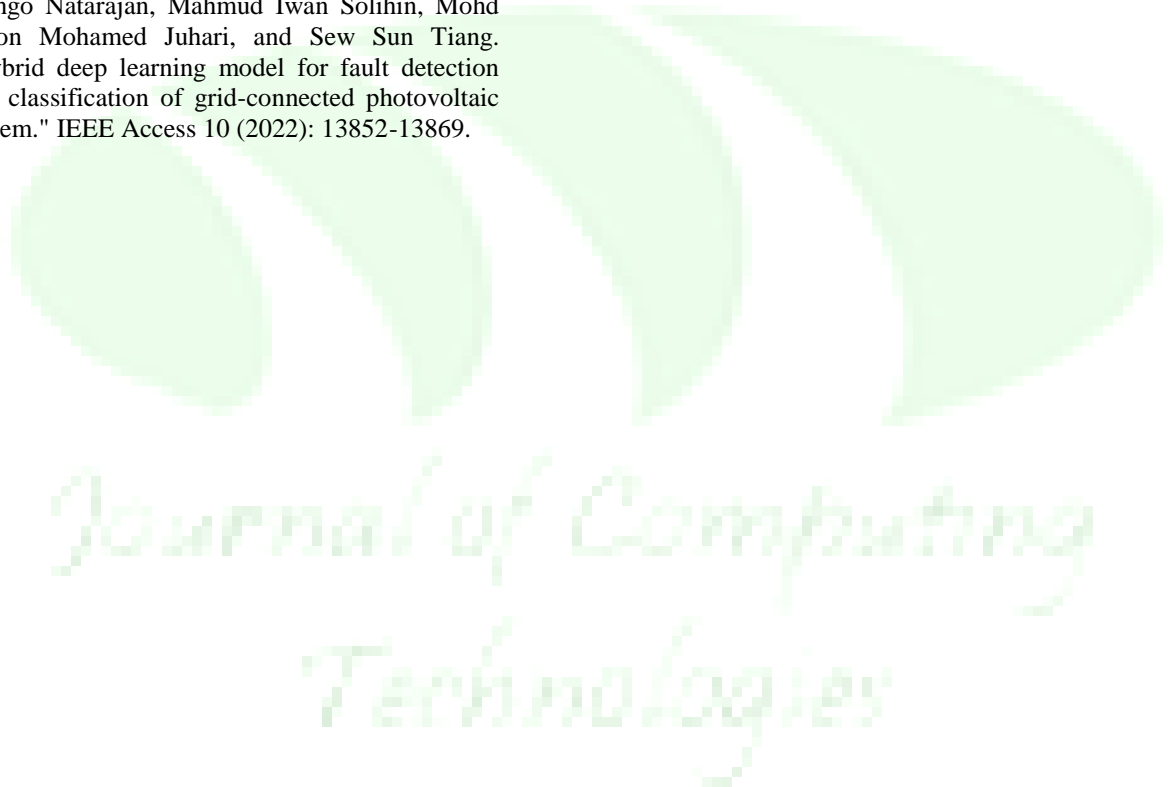 ngo Natarajan, Mahmud Iwan Solihin, Mohd
on Mohamed Juhari, and Sew Sun Tiang.
ybrid deep learning model for fault detection
classification of grid-connected photovoltaic
em." IEEE Access 10 (2022): 13852-13869.
Journal of Computing
Technologies